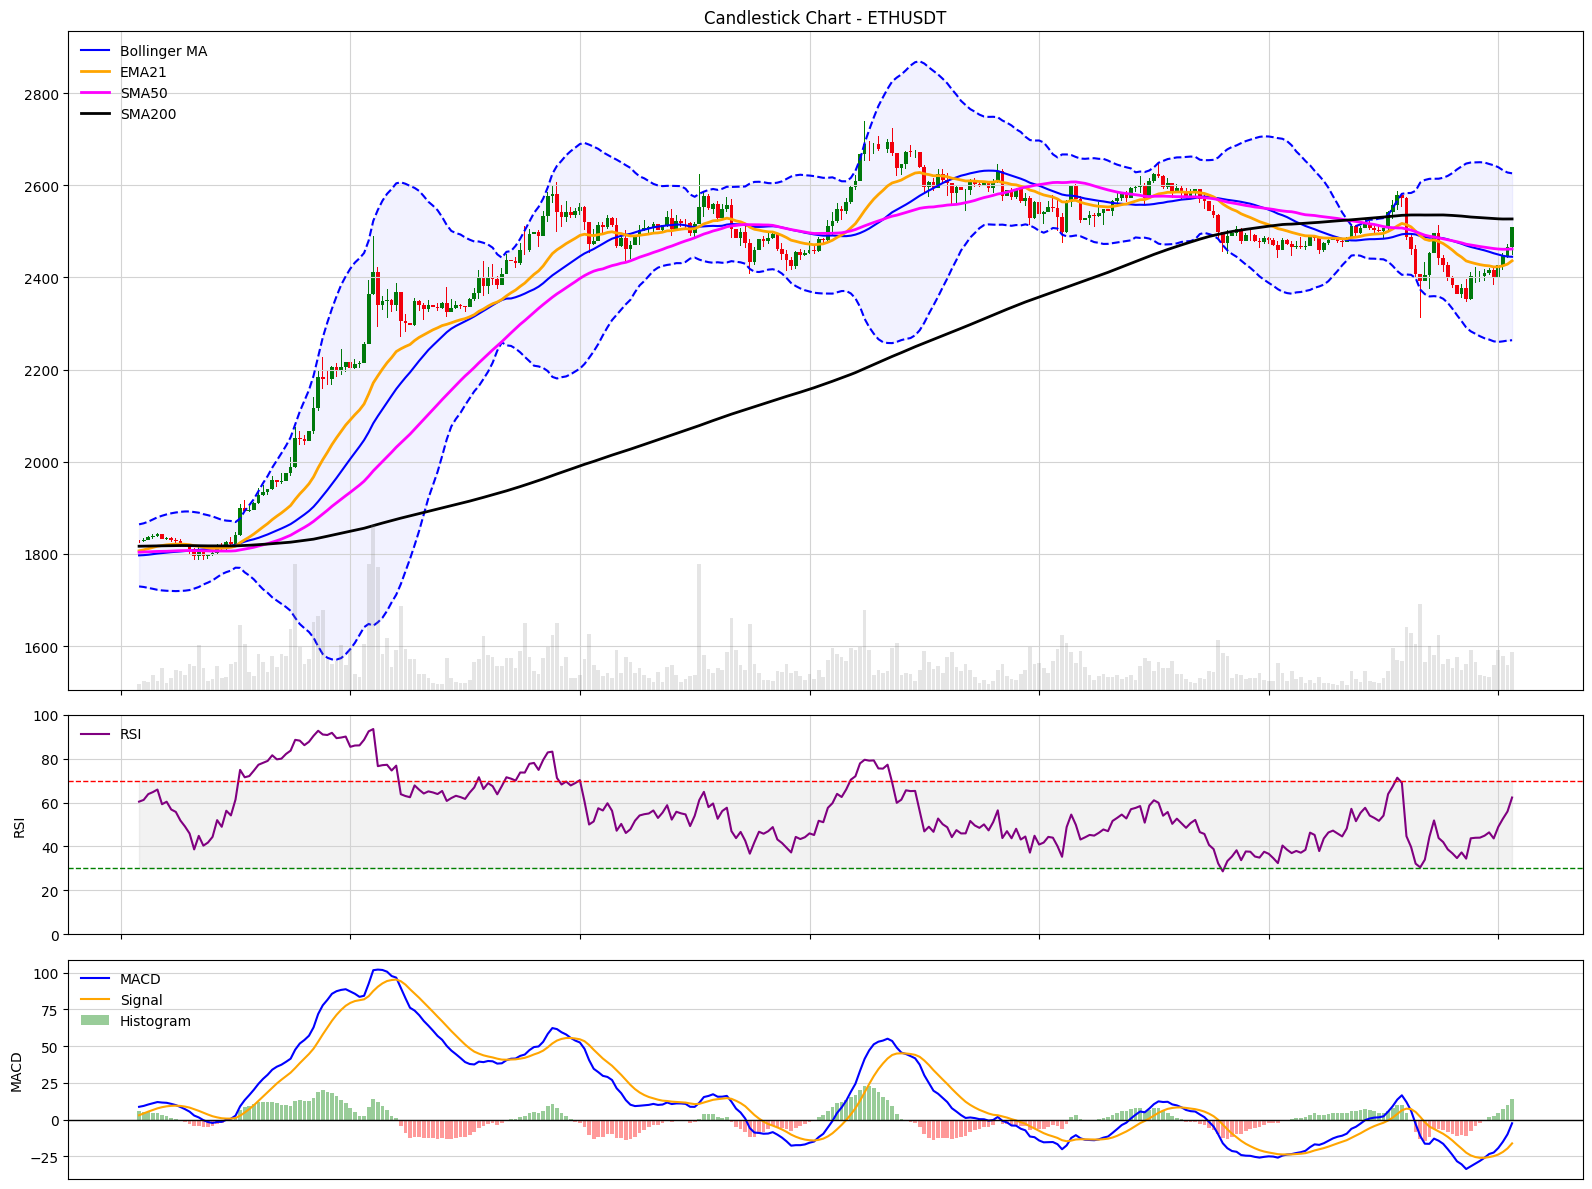 Candlestick Chart - ETHUSDT
Bollinger MA
EMA21
SMA50
SMA200
2800
2600
2400
2200
2000
1800
1600
RSI
100
80
60
40
20
0
RSI
MACD
Signal
Histogram
100
75
50
25
0
−25
MACD